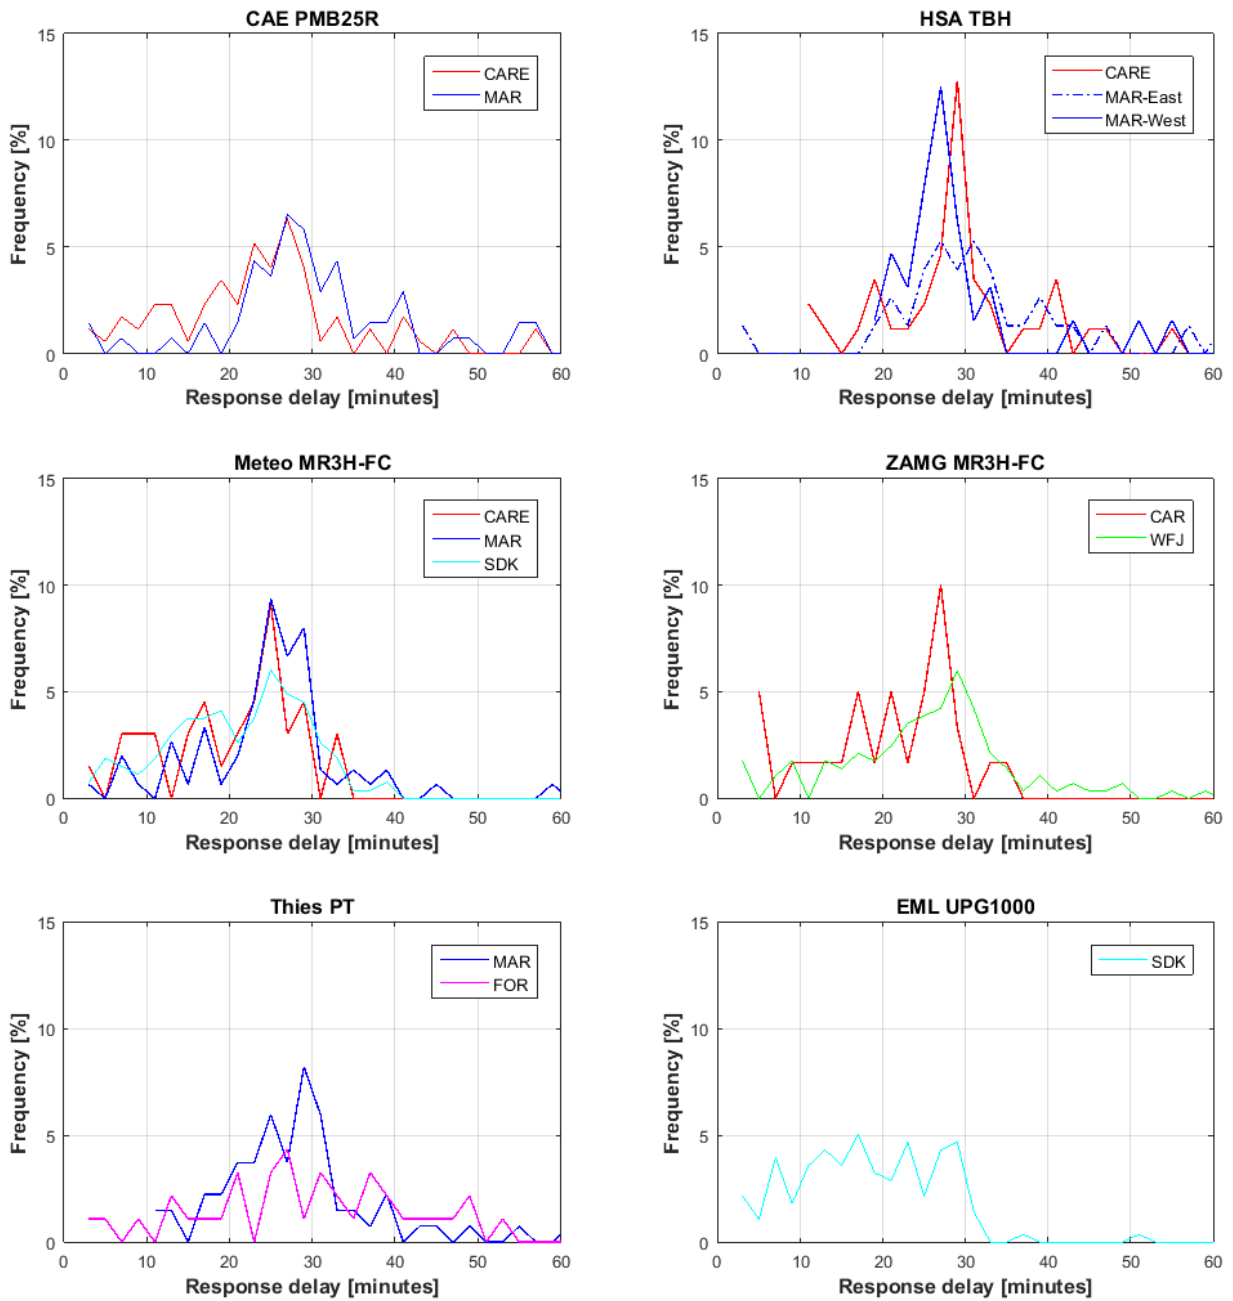 CAE PMB25R
15
10
5
0
Frequency [%]
CARE
MAR
0 10 20 30 40 50 60
Response delay [minutes]
HSA TBH
15
10
5
0
Frequency [%]
CARE
MAR-East
MAR-West
0 10 20 30 40 50 60
Response delay [minutes]
Meteo MR3H-FC
15
10
5
0
Frequency [%]
CARE
MAR
SDK
0 10 20 30 40 50 60
Response delay [minutes]
ZAMG MR3H-FC
15
10
5
0
Frequency [%]
CAR
WFJ
0 10 20 30 40 50 60
Response delay [minutes]
Thies PT
15
10
5
0
Frequency [%]
MAR
FOR
0 10 20 30 40 50 60
Response delay [minutes]
EML UPG1000
15
10
5
0
Frequency [%]
SDK
0 10 20 30 40 50 60
Response delay [minutes]